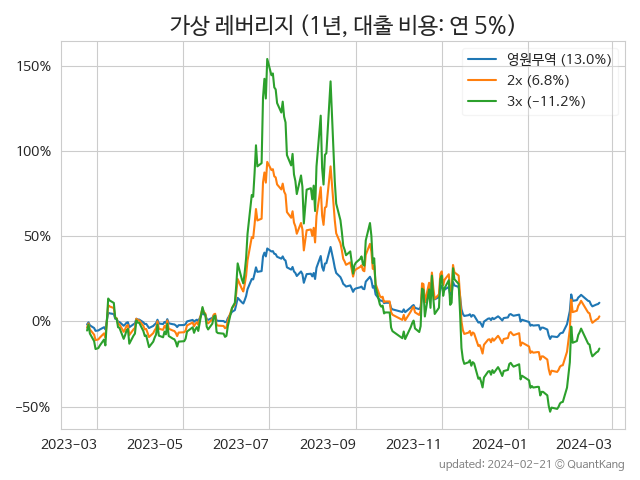 가상 레버리지 (1년, 대출 비용: 연 5%)
영원무역 (13.0%)
2x (6.8%)
3x (−11.2%)
150%
100%
50%
0%
−50%
2023-03 2023-05 2023-07 2023-09 2023-11 2024-01 2024-03
updated: 2024-02-21 © QuantKang